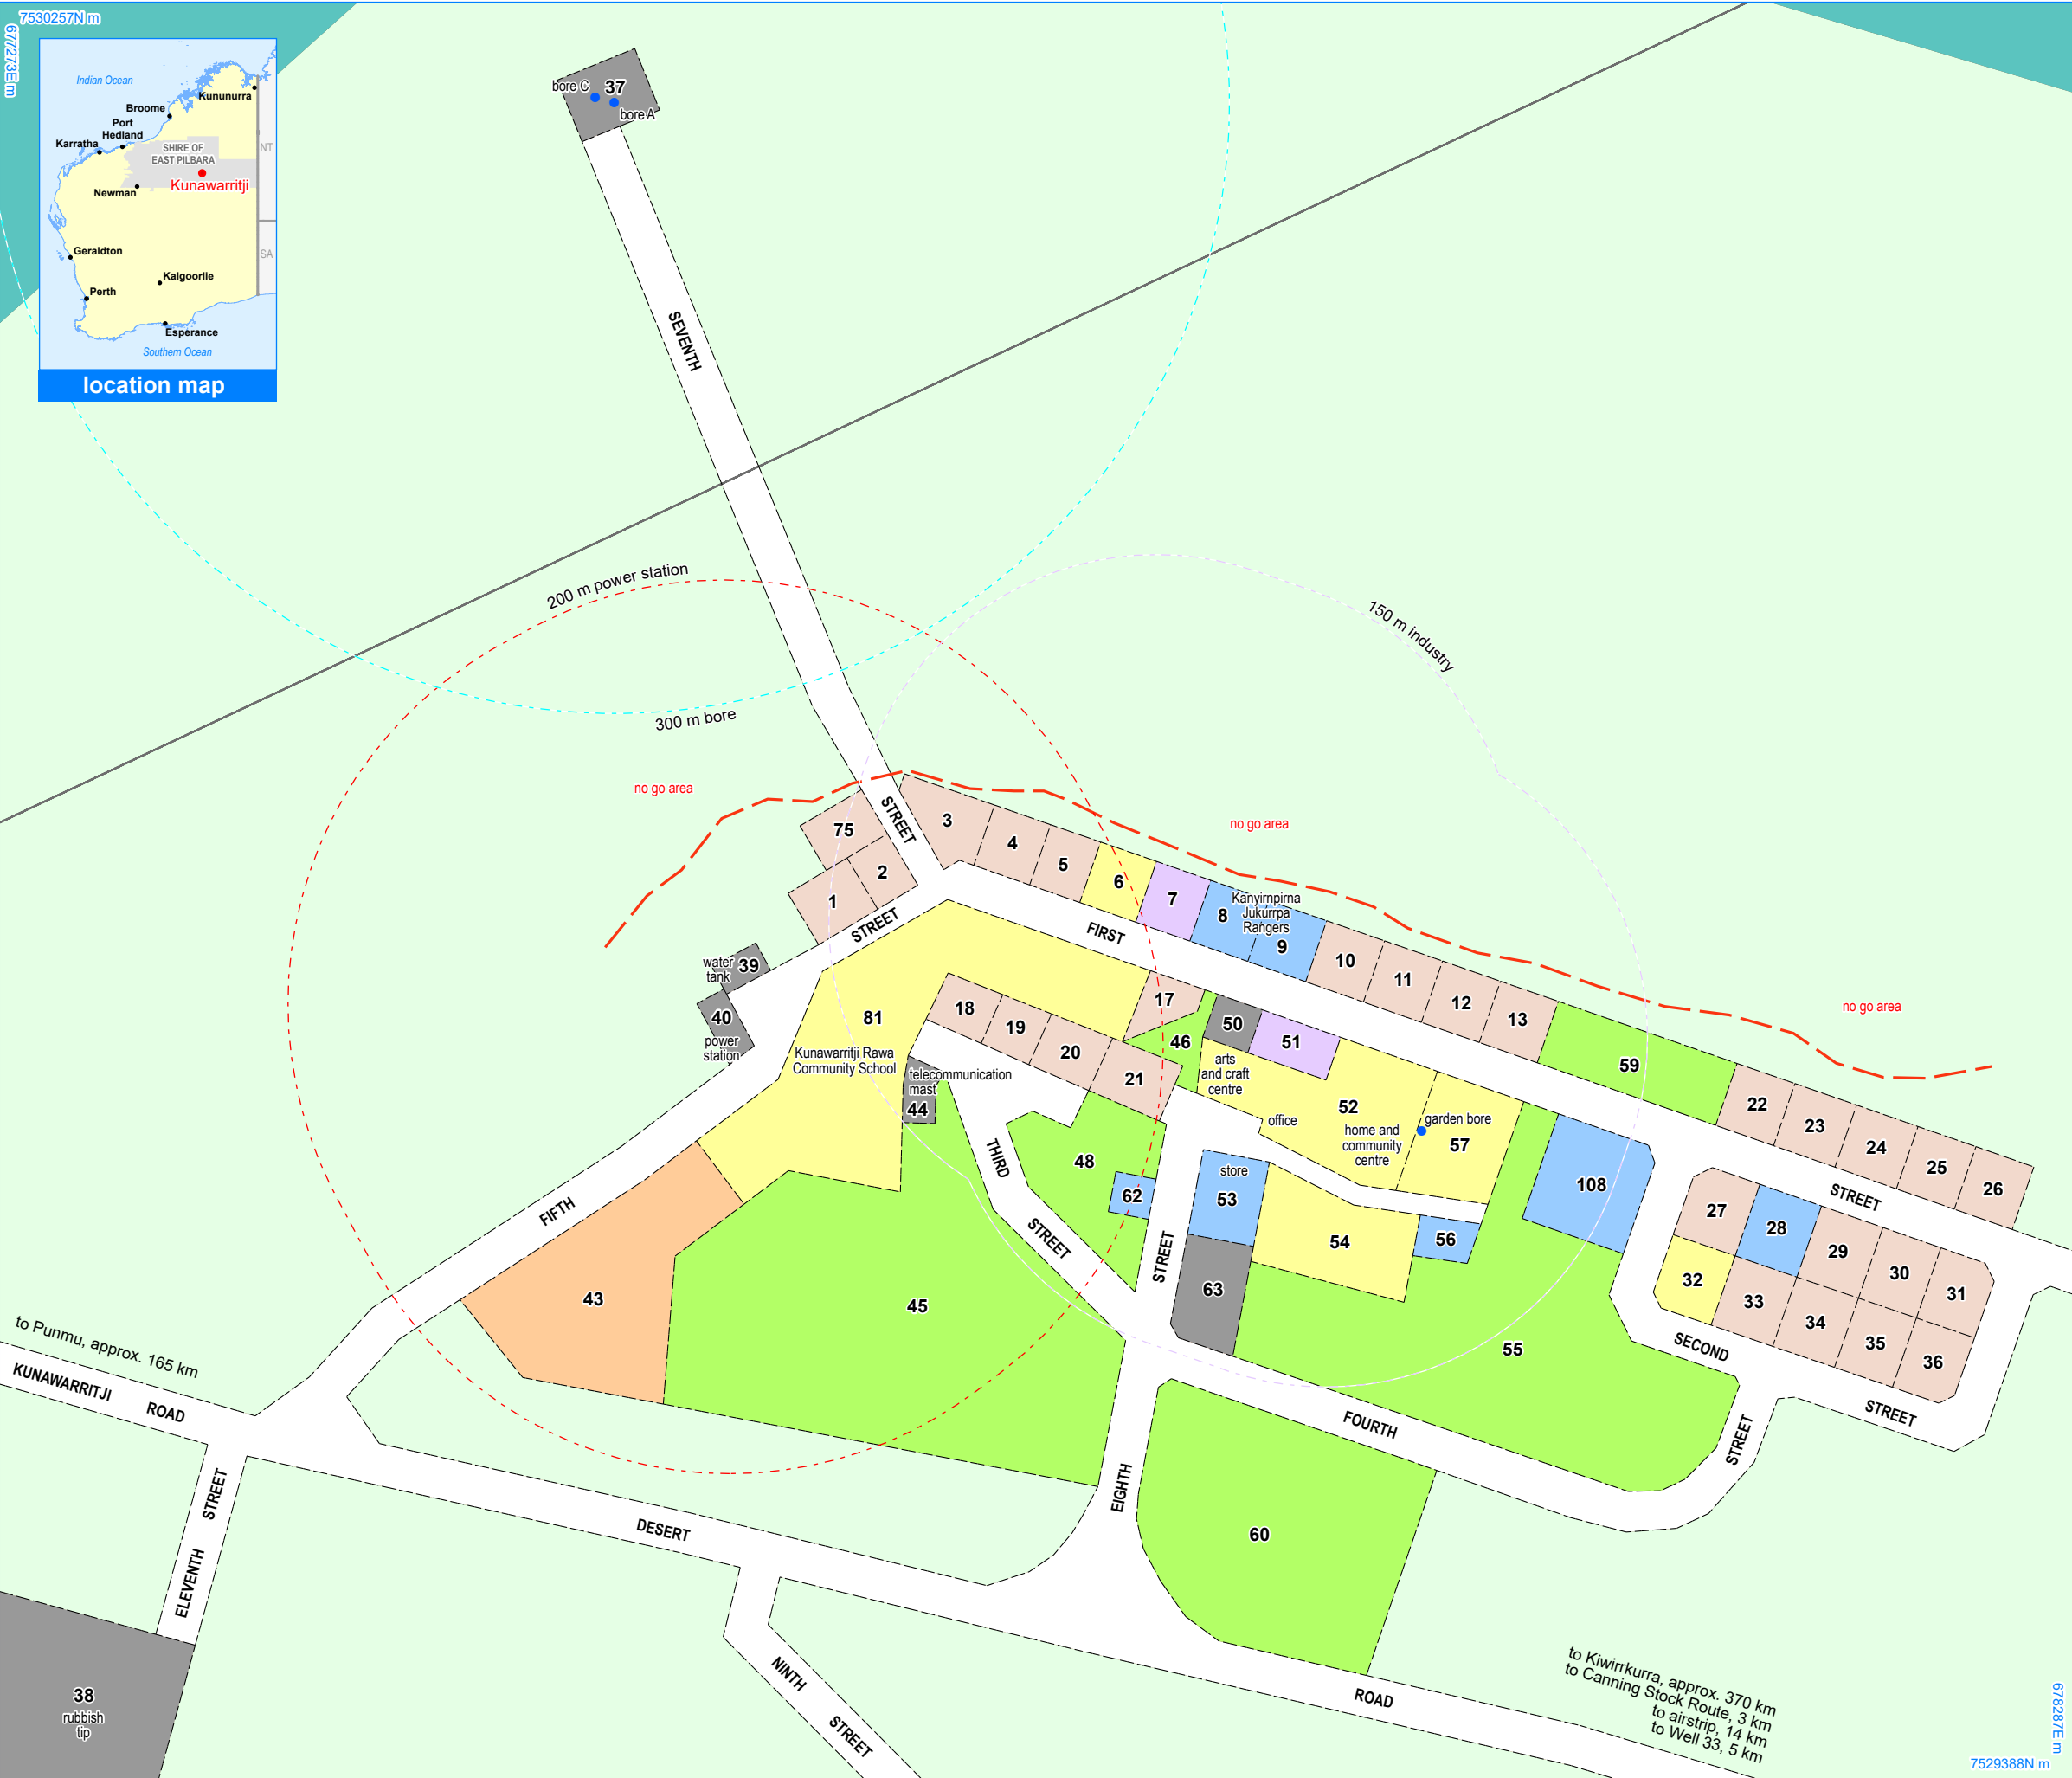 7530257N m
677273E m
Indian Ocean
Kununurra
Broome
Port
Hedland
Karratha
SHIRE OF
EAST PILBARA
NT
Kunawarritji
Newman
SA
Geraldton
Kalgoorlie
Perth
Esperance
Southern Ocean
location map
bore C
37
bore A
SEVENTH
STREET
200 m power station
300 m bore
150 m industry
no go area
no go area
no go area
75
2
1
3
4
5
6
7
8
Kanyirnpirna
Jukurrpa
Rangers
9
10
11
12
13
59
22
23
24
25
26
STREET
FIRST
STREET
water
tank
39
40
power
station
81
Kunawarritji Rawa
Community School
18
19
20
21
17
46
50
51
arts
and craft
centre
office
52
home and
community
centre
garden bore
57
telecommunication
mast
44
48
62
store
53
54
56
63
108
27
28
29
30
31
32
33
34
35
36
THIRD
STREET
STREET
EIGHTH
FIFTH
43
45
55
60
SECOND
STREET
FOURTH
STREET
to Punmu, approx. 165 km
KUNAWARRITJI ROAD
ELEVENTH STREET
DESERT
ROAD
NINTH
STREET
38
rubbish
tip
to Kiwirrkurra, approx. 370 km
to Canning Stock Route, 3 km
to airstrip, 14 km
to Well 33, 5 km
678287E m
7529388N m